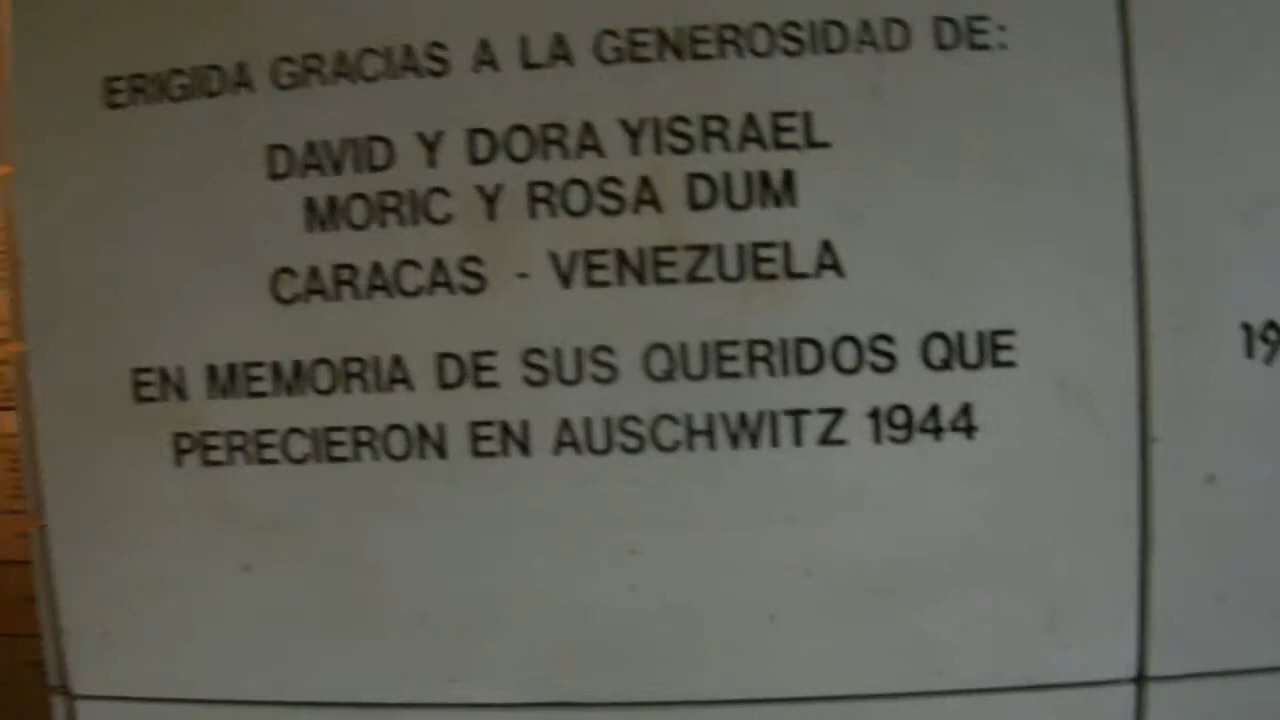 ERIGIDA GRACIAS A LA GENEROSIDAD DE:
DAVID Y DORA YISRAEL
MORIC Y ROSA DUM
CARACAS - VENEZUELA
EN MEMORIA DE SUS QUERIDOS QUE
PERECIERON EN AUSCHWITZ 1944